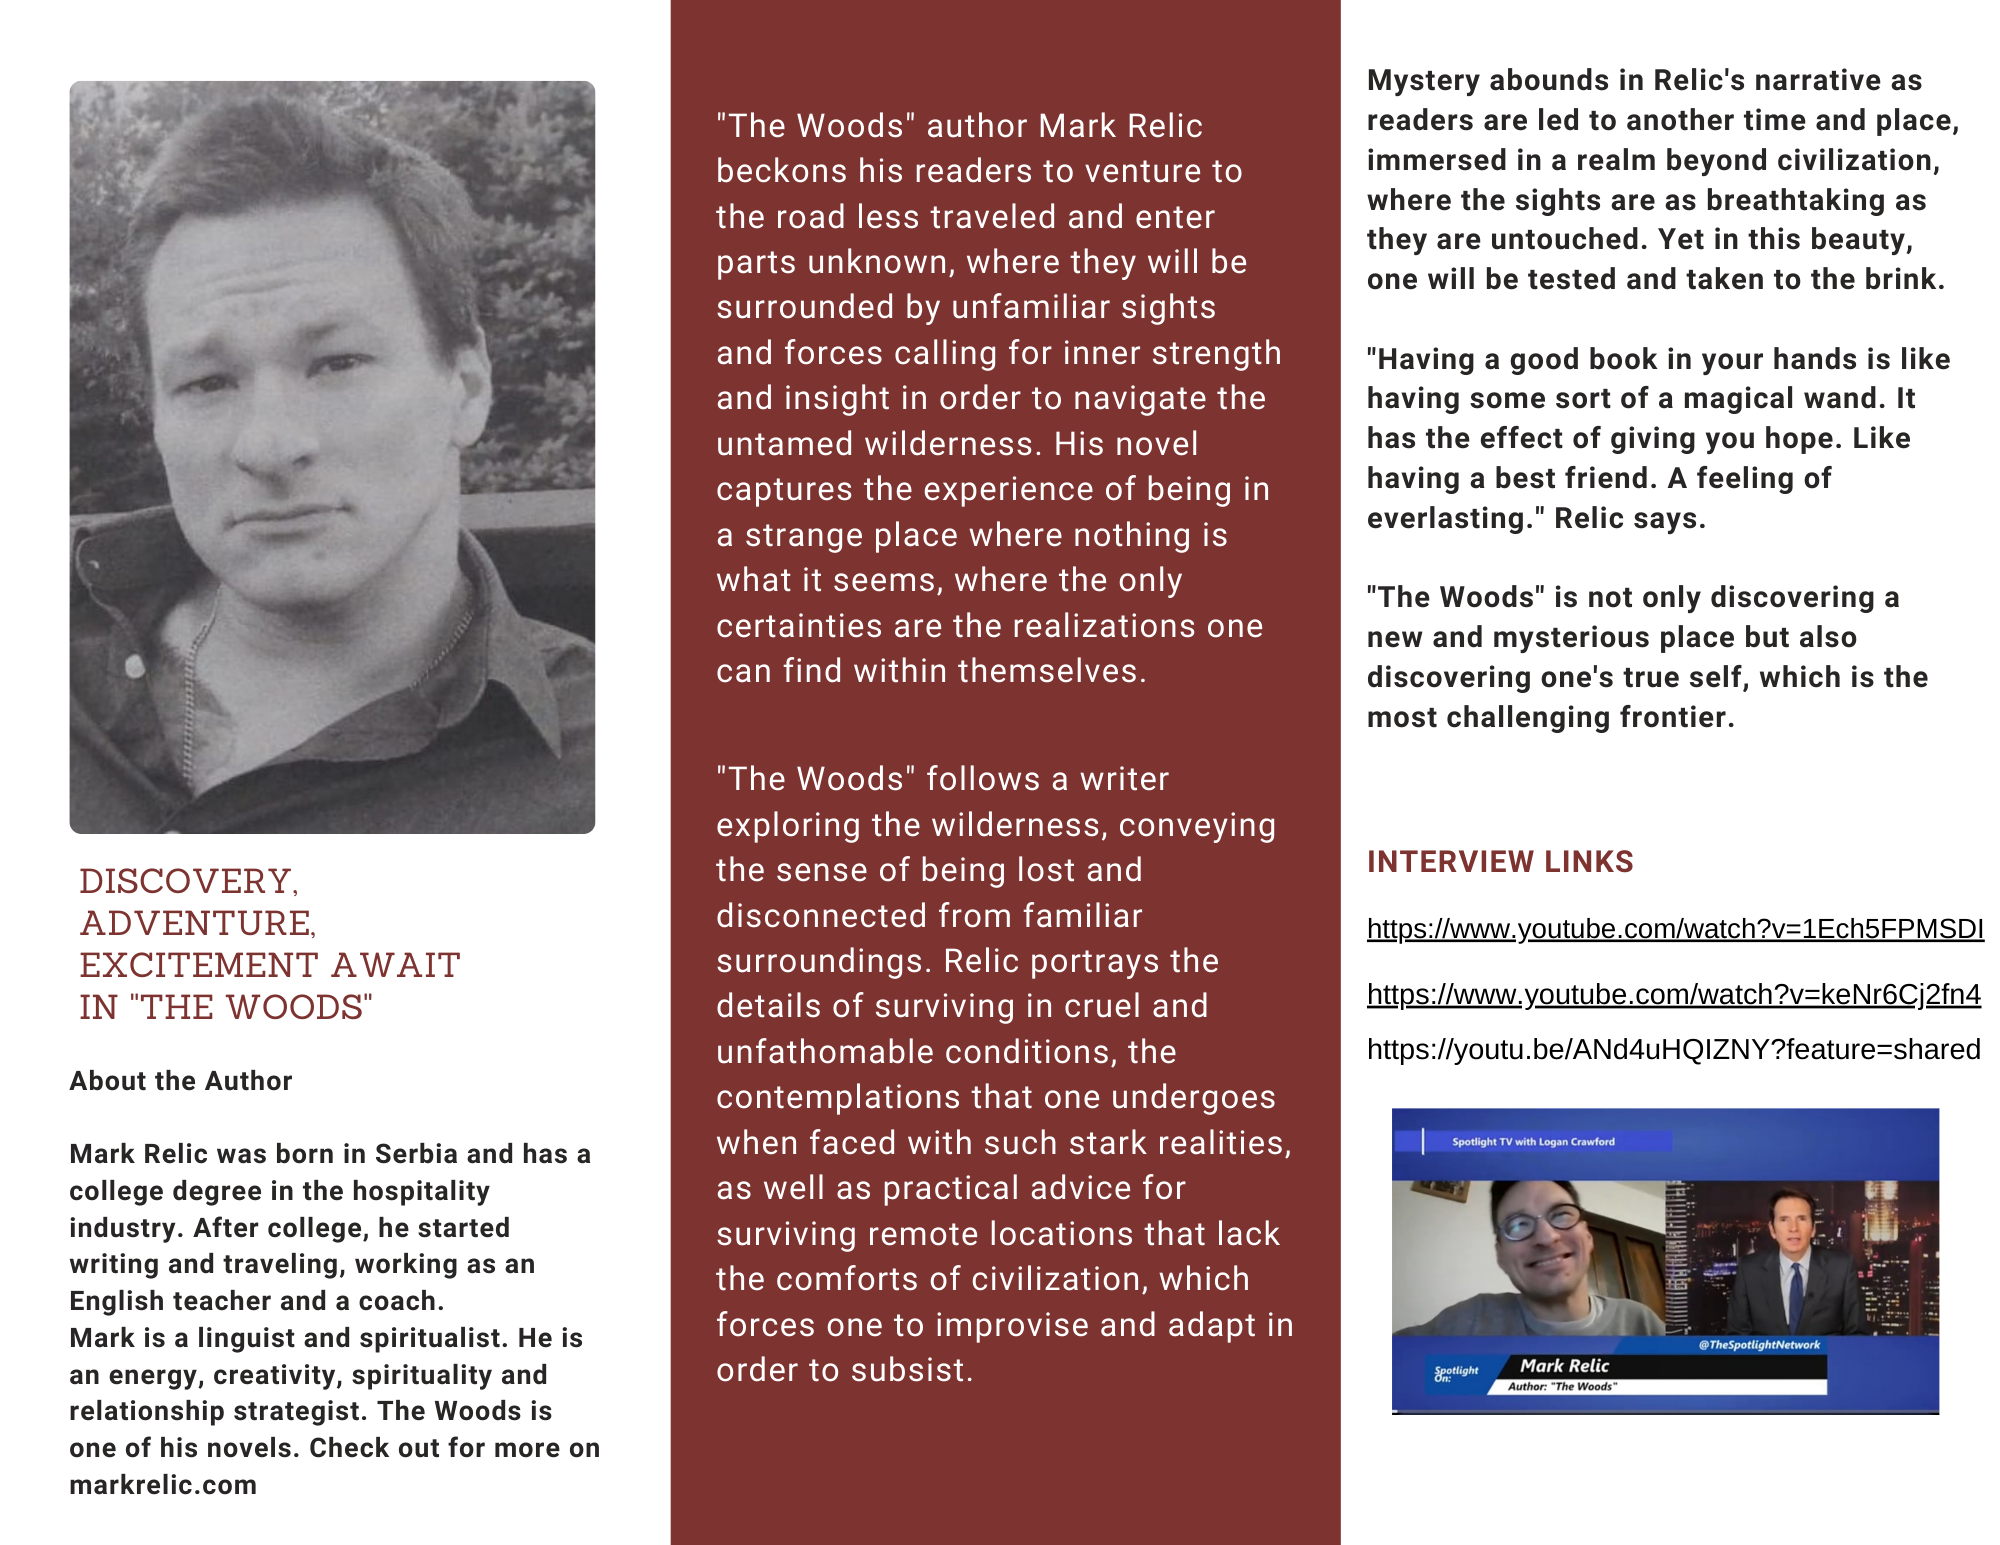 DISCOVERY,
ADVENTURE,
EXCITEMENT AWAIT
IN "THE WOODS"
About the Author
Mark Relic was born in Serbia and has a
college degree in the hospitality
industry. After college, he started
writing and traveling, working as an
English teacher and a coach.
Mark is a linguist and spiritualist. He is
an energy, creativity, spirituality and
relationship strategist. The Woods is
one of his novels. Check out for more on
markrelic.com
"The Woods" author Mark Relic
beckons his readers to venture to
the road less traveled and enter
parts unknown, where they will be
surrounded by unfamiliar sights
and forces calling for inner strength
and insight in order to navigate the
untamed wilderness. His novel
captures the experience of being in
a strange place where nothing is
what it seems, where the only
certainties are the realizations one
can find within themselves.
"The Woods" follows a writer
exploring the wilderness, conveying
the sense of being lost and
disconnected from familiar
surroundings. Relic portrays the
details of surviving in cruel and
unfathomable conditions, the
contemplations that one undergoes
when faced with such stark realities,
as well as practical advice for
surviving remote locations that lack
the comforts of civilization, which
forces one to improvise and adapt in
order to subsist.
Mystery abounds in Relic's narrative as
readers are led to another time and place,
immersed in a realm beyond civilization,
where the sights are as breathtaking as
they are untouched. Yet in this beauty,
one will be tested and taken to the brink.
"Having a good book in your hands is like
having some sort of a magical wand. It
has the effect of giving you hope. Like
having a best friend. A feeling of
everlasting." Relic says.
"The Woods" is not only discovering a
new and mysterious place but also
discovering one's true self, which is the
most challenging frontier.
INTERVIEW LINKS
https://www.youtube.com/watch?v=1Ech5FPMSDI
https://www.youtube.com/watch?v=keNr6Cj2fn4
https://youtu.be/ANd4uHQIZNY?feature=shared
Spotlight TV with Logan Crawford
@TheSpotlightNetwork
Spotlight
On:
Mark Relic
Author: "The Woods"